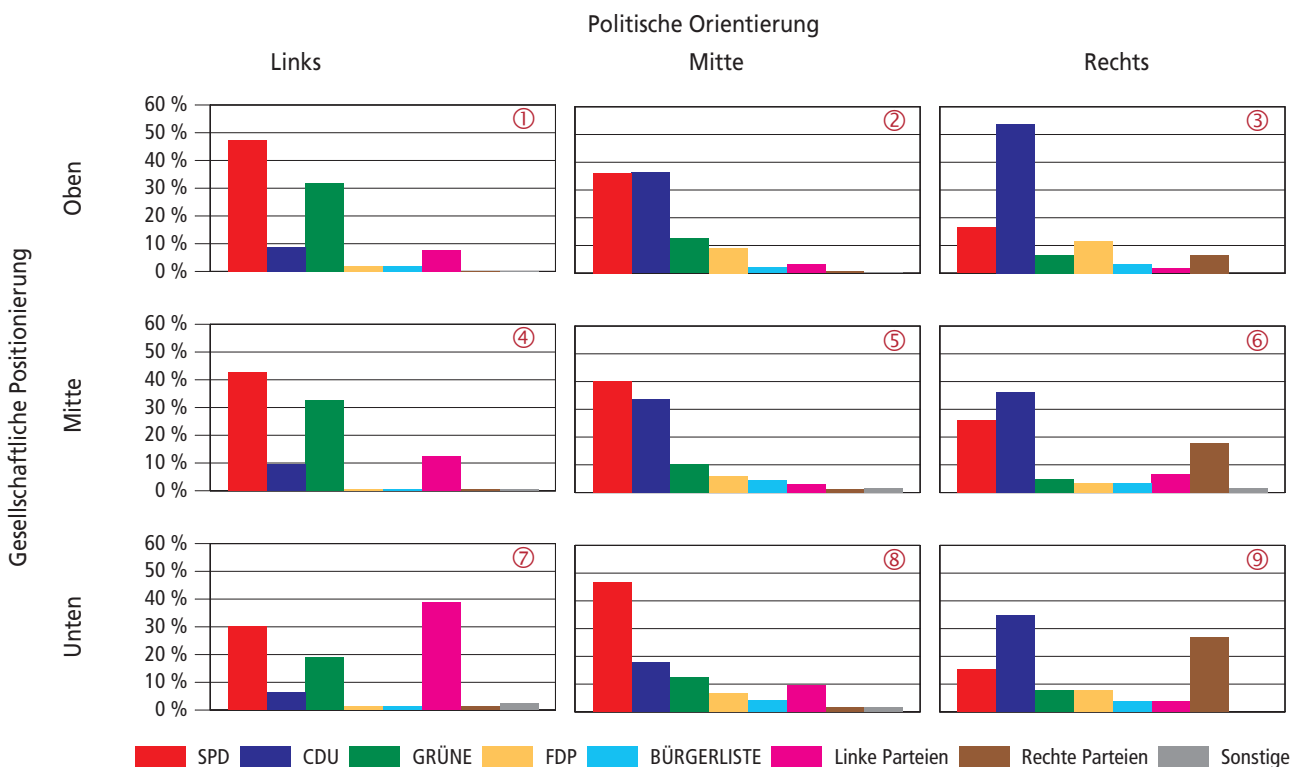 Politische Orientierung
Links Mitte Rechts
Gesellschaftliche Positionierung
Oben
60 %
50 %
40 %
30 %
20 %
10 %
0 %
① ② ③
Mitte
60 %
50 %
40 %
30 %
20 %
10 %
0 %
④ ⑤ ⑥
Unten
60 %
50 %
40 %
30 %
20 %
10 %
0 %
⑦ ⑧ ⑨
SPD CDU GRÜNE FDP BÜRGERLISTE Linke Parteien Rechte Parteien Sonstige